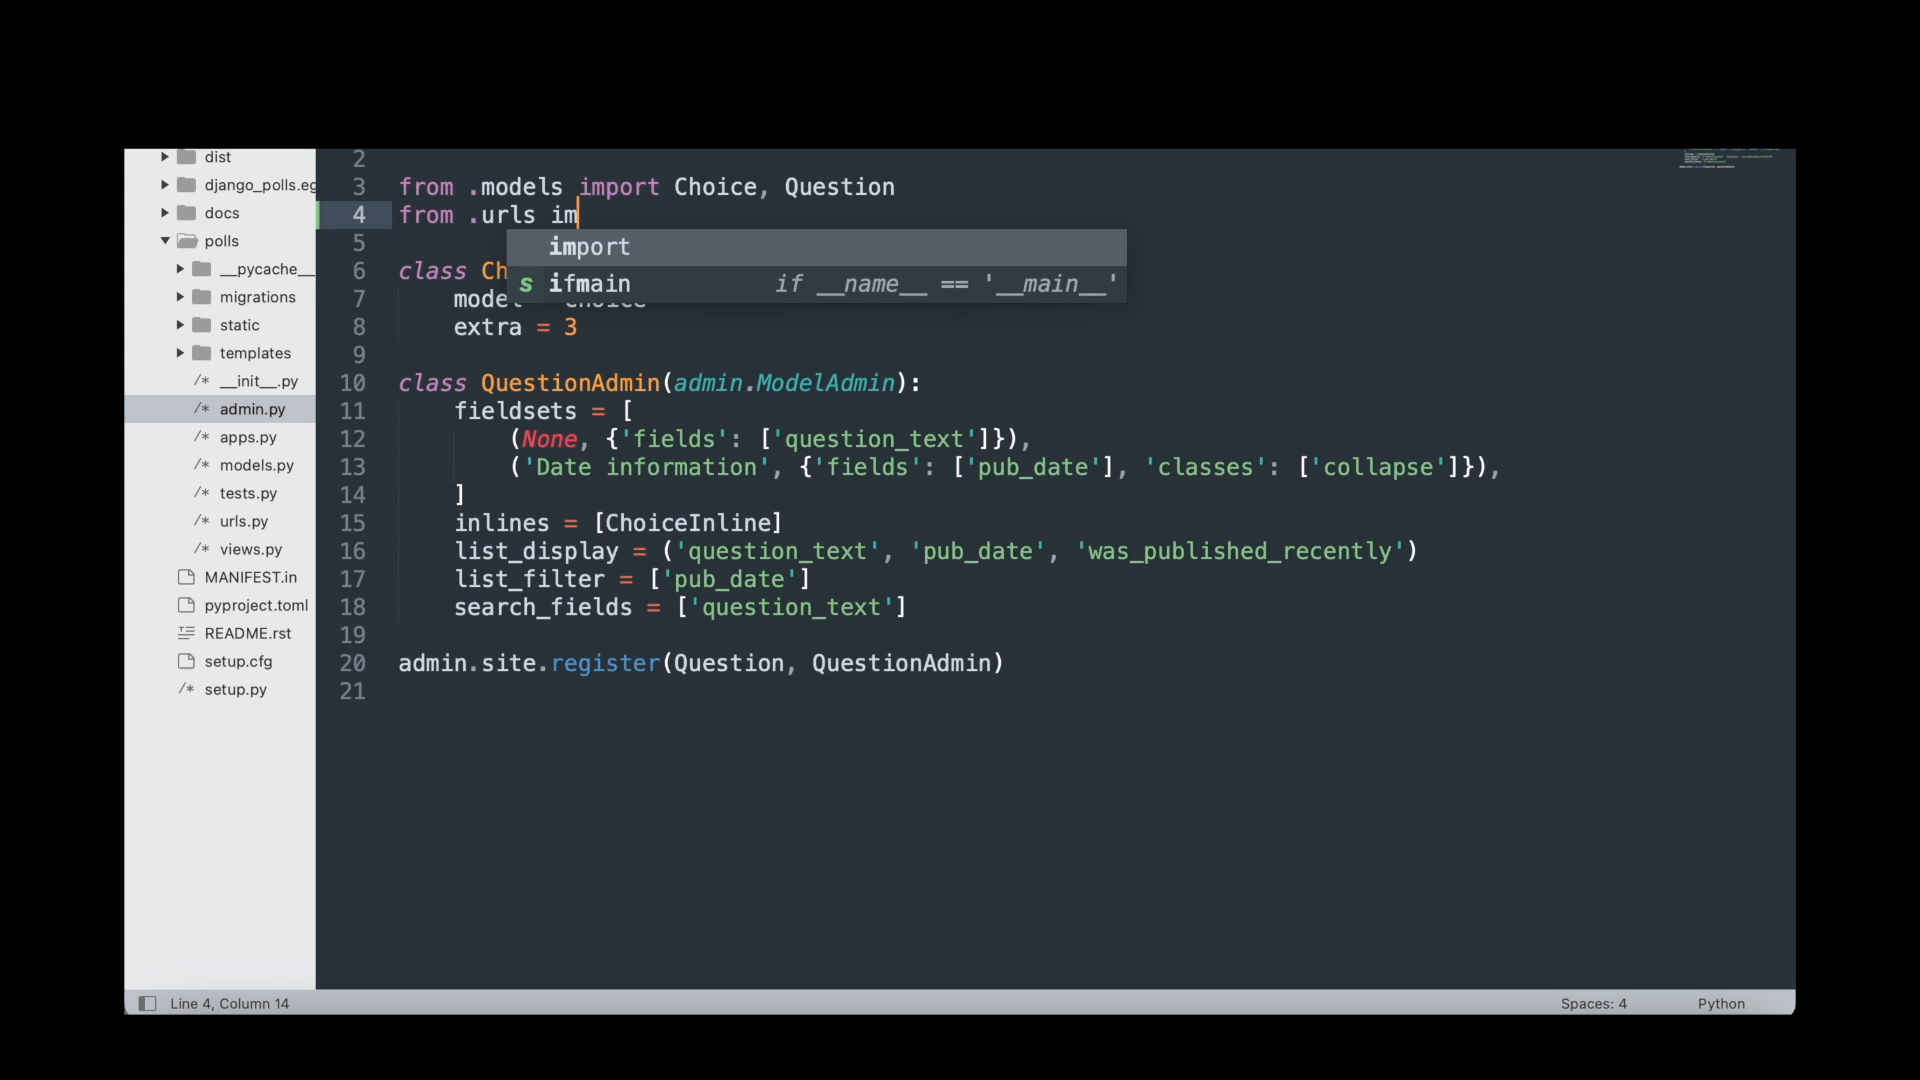 dist
django_polls.eg
docs
polls
__pycache__
migrations
static
templates
/* __init__.py
/* admin.py
/* apps.py
/* models.py
/* tests.py
/* urls.py
/* views.py
MANIFEST.in
pyproject.toml
README.rst
setup.cfg
/* setup.py
2
3 from .models import Choice, Question
4 from .urls im
import
s ifmain if __name__ == '__main__'
5
6 class Ch
7 model
8 extra = 3
9
10 class QuestionAdmin(admin.ModelAdmin):
11 fieldsets = [
12 (None, {'fields': ['question_text']}),
13 ('Date information', {'fields': ['pub_date'], 'classes': ['collapse']}),
14 ]
15 inlines = [ChoiceInline]
16 list_display = ('question_text', 'pub_date', 'was_published_recently')
17 list_filter = ['pub_date']
18 search_fields = ['question_text']
19
20 admin.site.register(Question, QuestionAdmin)
21
Line 4, Column 14
Spaces: 4
Python